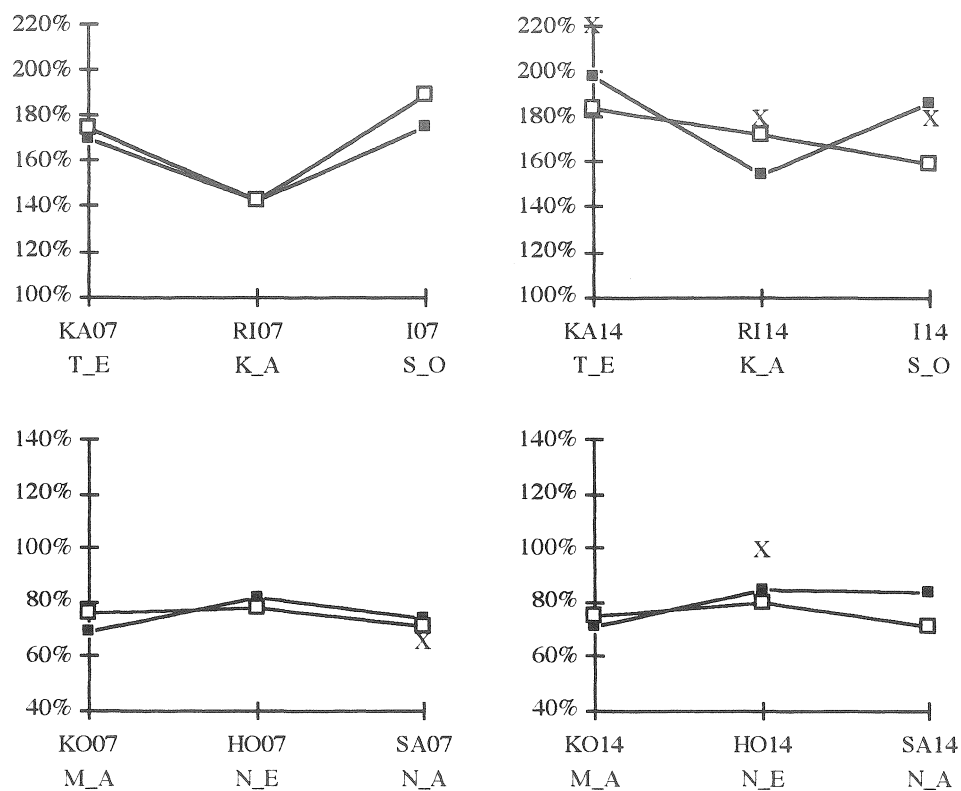 220%
200%
180%
160%
140%
120%
100%
KA07 RI07 I07
T_E K_A S_O
220% X
200%
180% X X
160%
140%
120%
100%
KA14 RI14 I14
T_E K_A S_O
140%
120%
100%
80%
60% X
40%
KO07 HO07 SA07
M_A N_E N_A
140%
120%
100% X
80%
60%
40%
KO14 HO14 SA14
M_A N_E N_A